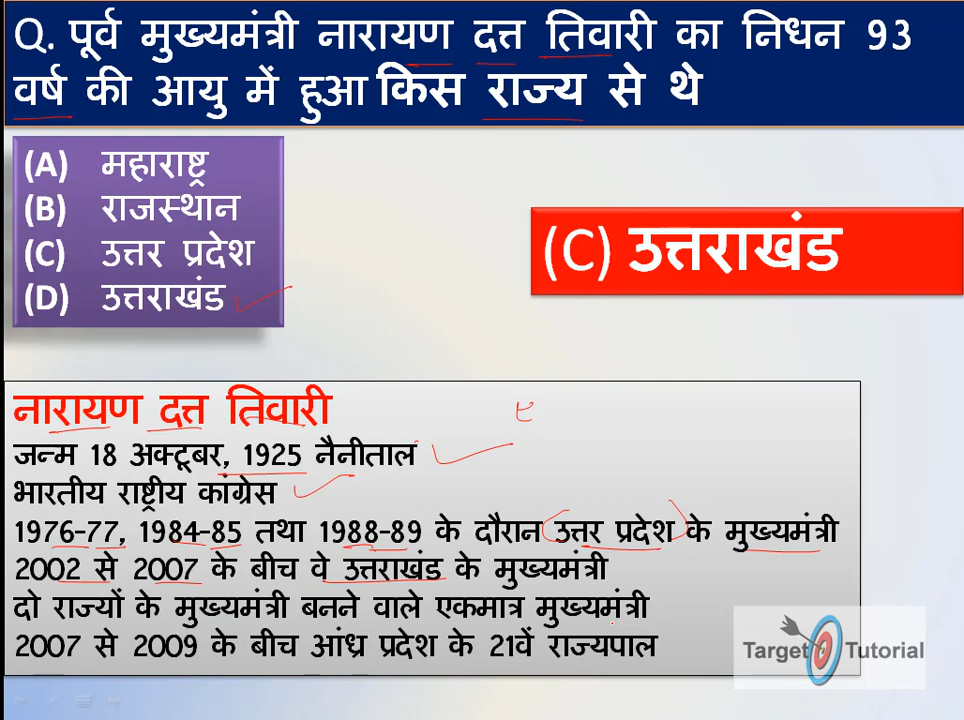 Q. पूर्व मुख्यमंत्री नारायण दत्त तिवारी का निधन 93
वर्ष की आयु में हुआ किस राज्य से थे
(A) महाराष्ट्र
(B) राजस्थान
(C) उत्तर प्रदेश
(D) उत्तराखंड
(C) उत्तराखंड
नारायण दत्त तिवारी
जन्म 18 अक्टूबर, 1925 नैनीताल
भारतीय राष्ट्रीय कांग्रेस
1976-77, 1984-85 तथा 1988-89 के दौरान उत्तर प्रदेश के मुख्यमंत्री
2002 से 2007 के बीच वे उत्तराखंड के मुख्यमंत्री
दो राज्यों के मुख्यमंत्री बनने वाले एकमात्र मुख्यमंत्री
2007 से 2009 के बीच आंध्र प्रदेश के 21वें राज्यपाल
Target Tutorial